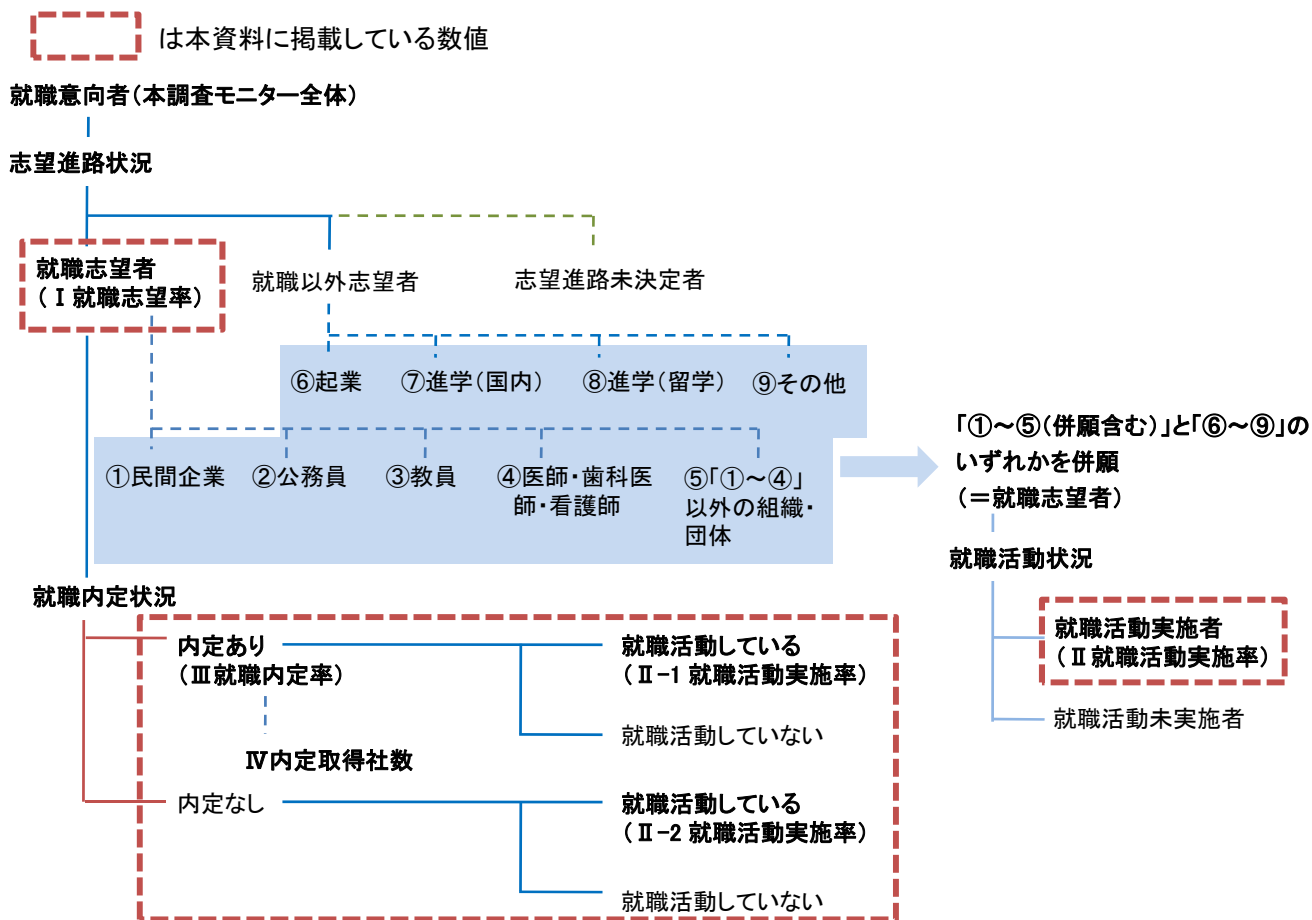 は本資料に掲載している数値
就職意向者(本調査モニター全体)
志望進路状況
就職志望者
(Ⅰ就職志望率)
就職以外志望者
志望進路未決定者
⑥起業
⑦進学(国内)
⑧進学(留学)
⑨その他
①民間企業
②公務員
③教員
④医師・歯科医
師・看護師
⑤「①～④」
以外の組織・
団体
「①～⑤(併願含む)」と「⑥～⑨」の
いずれかを併願
(=就職志望者)
就職活動状況
就職活動実施者
(Ⅱ就職活動実施率)
就職活動未実施者
就職内定状況
内定あり
(Ⅲ就職内定率)
就職活動している
(Ⅱ-1 就職活動実施率)
就職活動していない
Ⅳ内定取得社数
内定なし
就職活動している
(Ⅱ-2 就職活動実施率)
就職活動していない